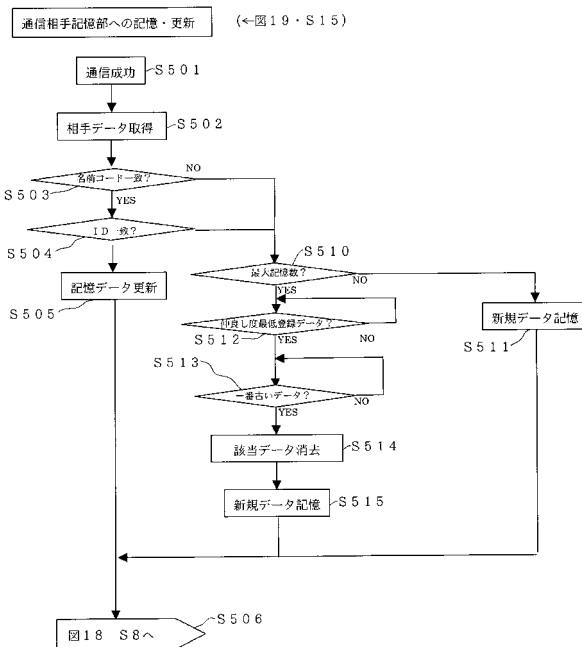 通信相手記憶部への記憶・更新
(←図19・S15)
通信成功
S501
相手データ取得
S502
名前コード一致?
NO
S503
YES
ID一致?
S504
S510
最大記憶数?
NO
YES
記憶データ更新
S505
新規データ記憶
S511
仲良し度最低登録データ?
S512
YES
NO
S513
一番古いデータ?
NO
YES
該当データ消去
S514
新規データ記憶
S515
S506
図18 S8へ